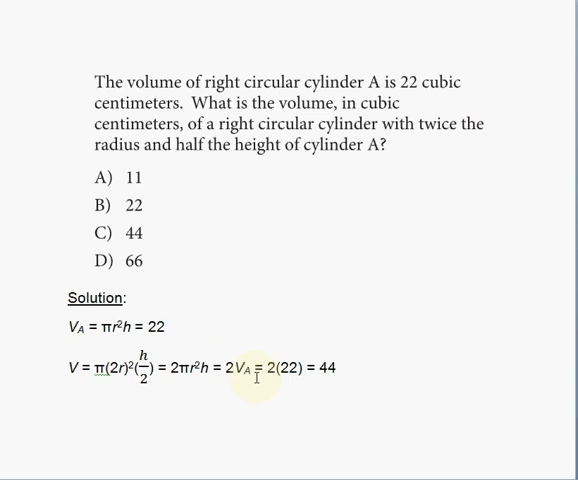 The volume of right circular cylinder A is 22 cubic
centimeters. What is the volume, in cubic
centimeters, of a right circular cylinder with twice the
radius and half the height of cylinder A?
A) 11
B) 22
C) 44
D) 66
Solution:
V_A = πr²h = 22
V = π(2r)²(h/2) = 2πr²h = 2V_A = 2(22) = 44